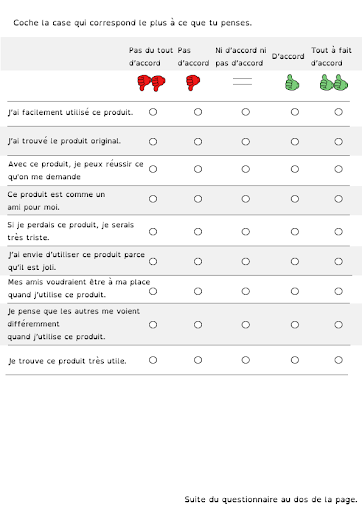 Coche la case qui correspond le plus à ce que tu penses.
Pas du tout d'accord
Pas d'accord
Ni d'accord ni pas d'accord
D'accord
Tout à fait d'accord
J'ai facilement utilisé ce produit.
J'ai trouvé le produit original.
Avec ce produit, je peux réussir ce
qu'on me demande
Ce produit est comme un
ami pour moi.
Si je perdais ce produit, je serais
très triste.
J'ai envie d'utiliser ce produit parce
qu'il est joli.
Mes amis voudraient être à ma place
quand j'utilise ce produit.
Je pense que les autres me voient
différemment
quand j'utilise ce produit.
Je trouve ce produit très utile.
Suite du questionnaire au dos de la page.